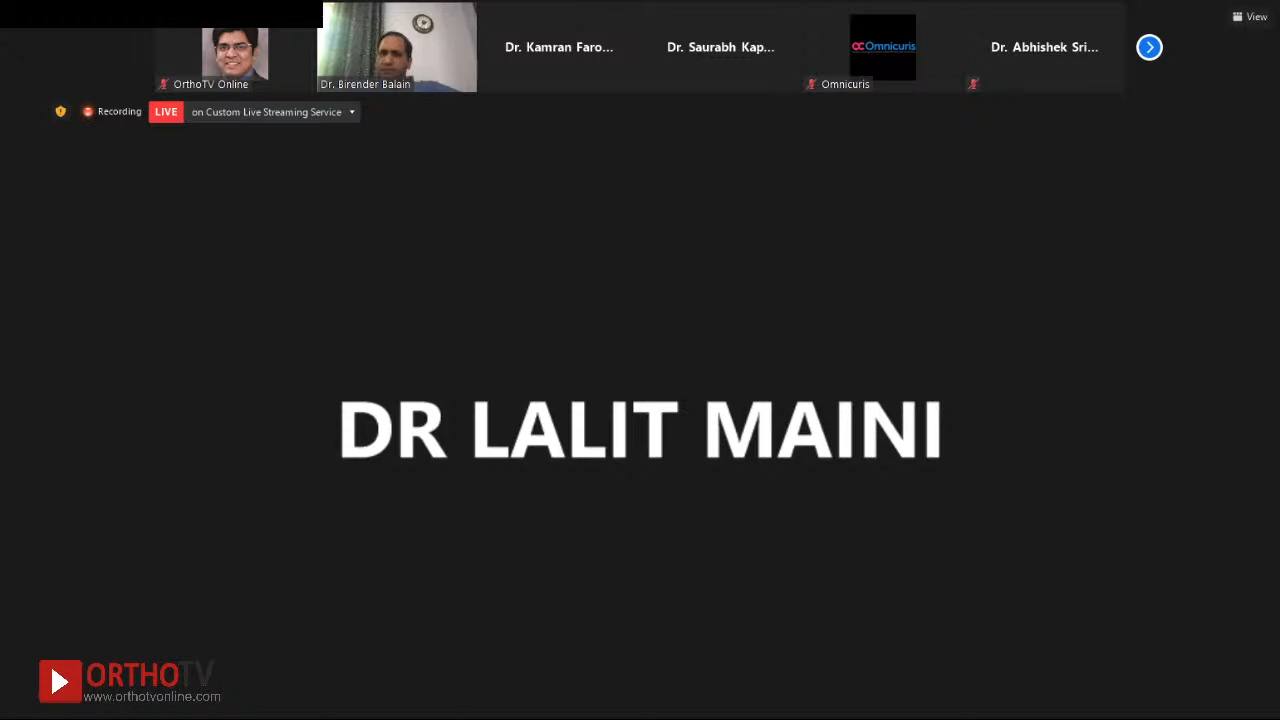 View
Dr. Kamran Faro...
Dr. Saurabh Kap...
Omnicuris
Dr. Abhishek Sri...
OrthoTV Online
Dr. Birender Balain
Omnicuris
Recording
LIVE
on Custom Live Streaming Service
DR LALIT MAINI
ORTHOTV
www.orthotvonline.com